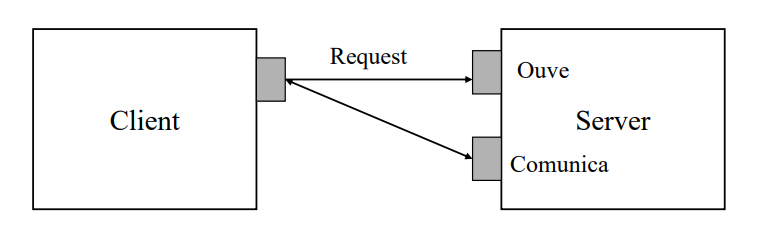 Request
Ouve
Client
Server
Comunica